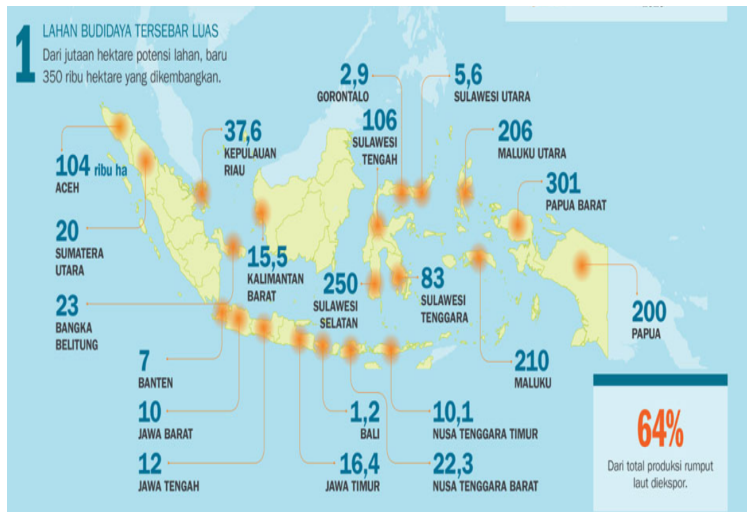 1
LAHAN BUDIDAYA TERSEBAR LUAS
Dari jutaan hektare potensi lahan, baru
350 ribu hektare yang dikembangkan.
2,9
GORONTALO
5,6
SULAWESI UTARA
37,6
KEPULAUAN
RIAU
106
SULAWESI
TENGAH
206
MALUKU UTARA
104 ribu ha
ACEH
301
PAPUA BARAT
20
SUMATERA
UTARA
15,5
KALIMANTAN
BARAT
250
SULAWESI
SELATAN
83
SULAWESI
TENGGARA
23
BANGKA
BELITUNG
200
PAPUA
7
BANTEN
210
MALUKU
10
JAWA BARAT
1,2
BALI
10,1
NUSA TENGGARA TIMUR
12
JAWA TENGAH
16,4
JAWA TIMUR
22,3
NUSA TENGGARA BARAT
64%
Dari total produksi rumput
laut diekspor.